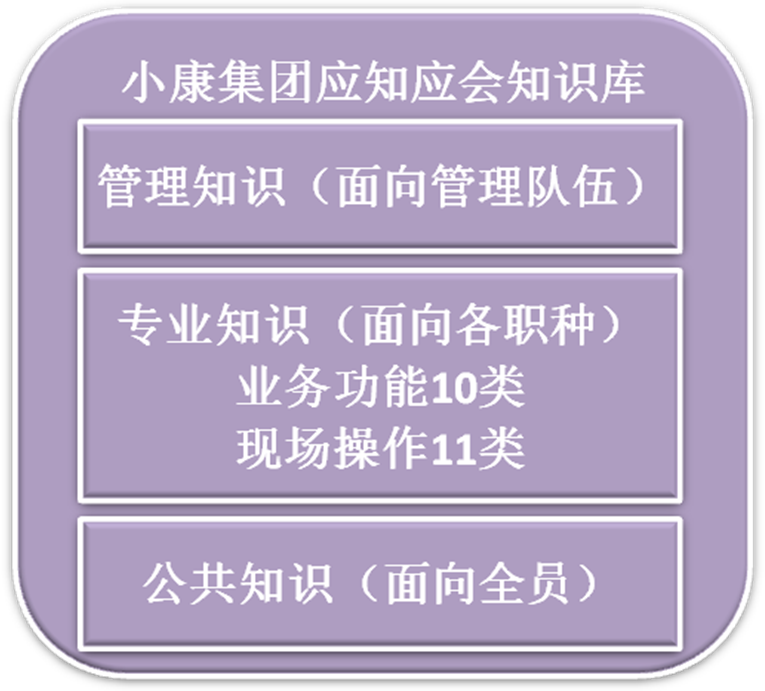 小康集团应知应会知识库
管理知识（面向管理队伍）
专业知识（面向各职种）
业务功能10类
现场操作11类
公共知识（面向全员）